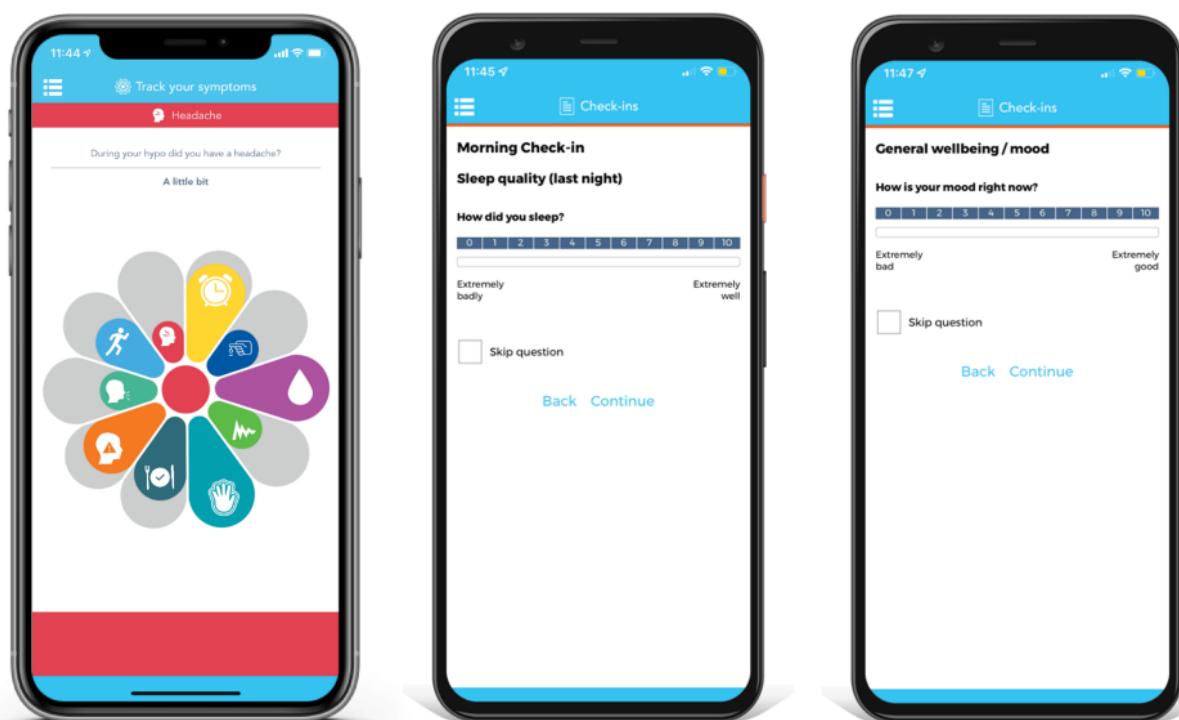 11:44
Track your symptoms
Headache
During your hypo did you have a headache?
A little bit
11:45
Check-ins
Morning Check-in
Sleep quality (last night)
How did you sleep?
0 1 2 3 4 5 6 7 8 9 10
Extremely badly
Extremely well
Skip question
Back Continue
11:47
Check-ins
General wellbeing / mood
How is your mood right now?
0 1 2 3 4 5 6 7 8 9 10
Extremely bad
Extremely good
Skip question
Back Continue